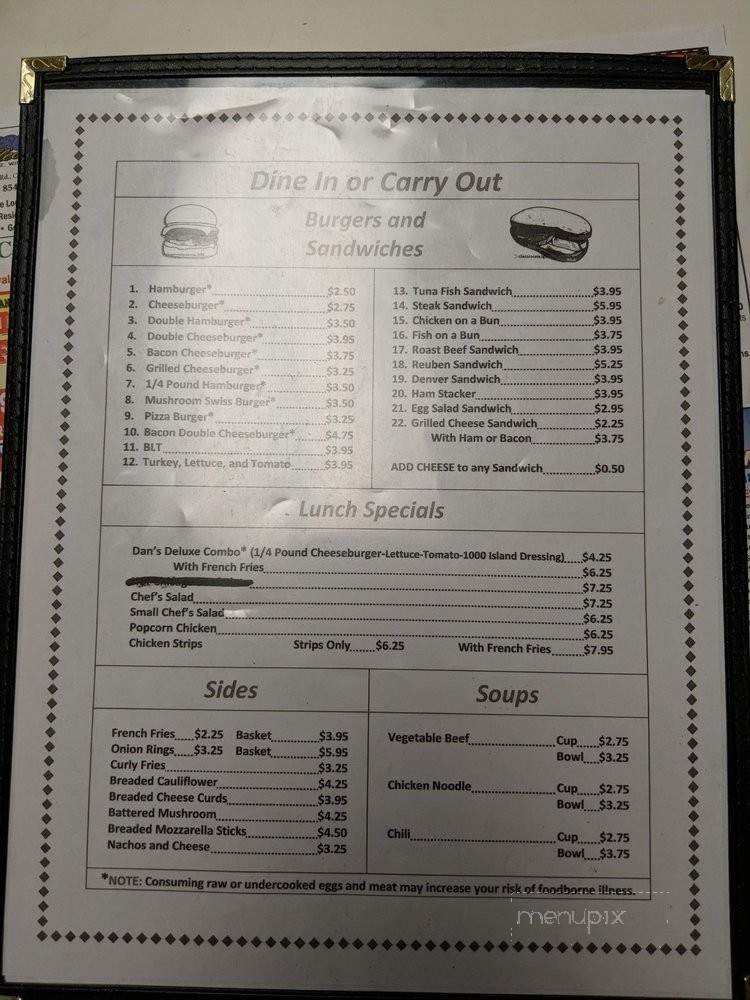 Dine In or Carry Out
Burgers and
Sandwiches
1. Hamburger* $2.50
2. Cheeseburger* $2.75
3. Double Hamburger* $3.50
4. Double Cheeseburger* $3.95
5. Bacon Cheeseburger* $3.75
6. Grilled Cheeseburger* $3.25
7. 1/4 Pound Hamburger* $3.50
8. Mushroom Swiss Burger* $3.50
9. Pizza Burger* $3.25
10. Bacon Double Cheeseburger* $4.75
11. BLT $3.95
12. Turkey, Lettuce, and Tomato $3.95
13. Tuna Fish Sandwich $3.95
14. Steak Sandwich $5.95
15. Chicken on a Bun $3.95
16. Fish on a Bun $3.75
17. Roast Beef Sandwich $3.95
18. Reuben Sandwich $5.25
19. Denver Sandwich $3.95
20. Ham Stacker $3.95
21. Egg Salad Sandwich $2.95
22. Grilled Cheese Sandwich $2.25
With Ham or Bacon $3.75
ADD CHEESE to any Sandwich $0.50
Lunch Specials
Dan's Deluxe Combo* (1/4 Pound Cheeseburger-Lettuce-Tomato-1000 Island Dressing) $4.25
With French Fries $6.25
$7.25
Chef's Salad $7.25
Small Chef's Salad $6.25
Popcorn Chicken $6.25
Chicken Strips Strips Only $6.25 With French Fries $7.95
Sides
French Fries $2.25 Basket $3.95
Onion Rings $3.25 Basket $5.95
Curly Fries $3.25
Breaded Cauliflower $4.25
Breaded Cheese Curds $3.95
Battered Mushroom $4.25
Breaded Mozzarella Sticks $4.50
Nachos and Cheese $3.25
Soups
Vegetable Beef Cup $2.75
Bowl $3.25
Chicken Noodle Cup $2.75
Bowl $3.25
Chili Cup $2.75
Bowl $3.75
*NOTE: Consuming raw or undercooked eggs and meat may increase your risk of foodborne illness.
menupix